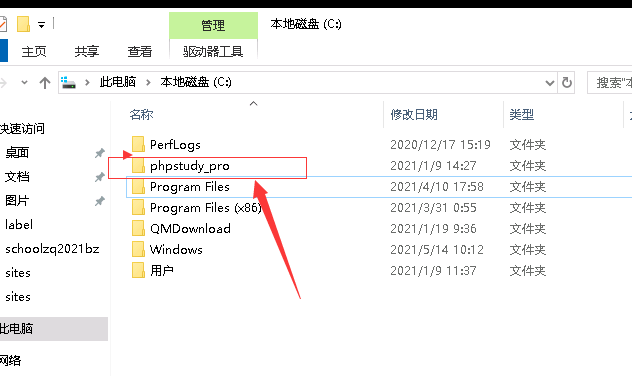 管理
本地磁盘 (C:)
主页 共享 查看 驱动器工具
此电脑 本地磁盘 (C:) 搜索"本
名称 修改日期 类型
快速访问
桌面
文档
图片
label
schoolzq2021bz
sites
sites
此电脑
网络
PerfLogs 2020/12/17 15:19 文件夹
phpstudy_pro 2021/1/9 14:27 文件夹
Program Files 2021/4/10 17:58 文件夹
Program Files (x86) 2021/3/31 0:55 文件夹
QMDownload 2021/1/19 9:36 文件夹
Windows 2021/5/14 10:12 文件夹
用户 2021/1/9 11:37 文件夹